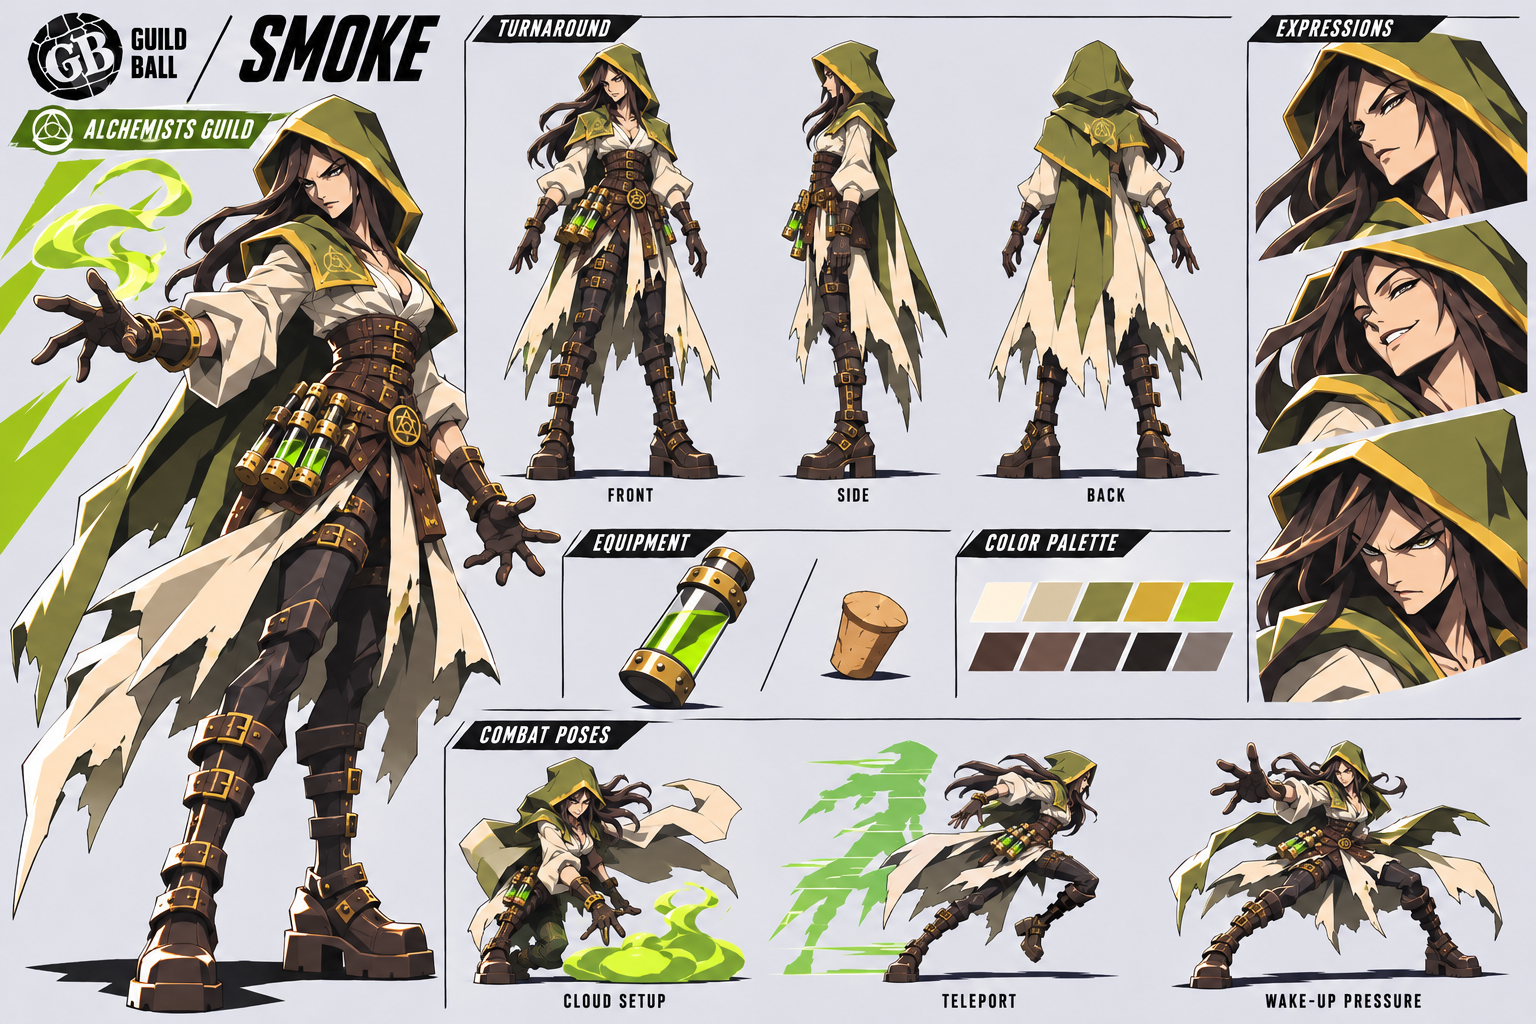 GB
GUILD
BALL
SMOKE
ALCHEMISTS GUILD
TURNAROUND
FRONT
SIDE
BACK
EXPRESSIONS
EQUIPMENT
COLOR PALETTE
COMBAT POSES
CLOUD SETUP
TELEPORT
WAKE-UP PRESSURE